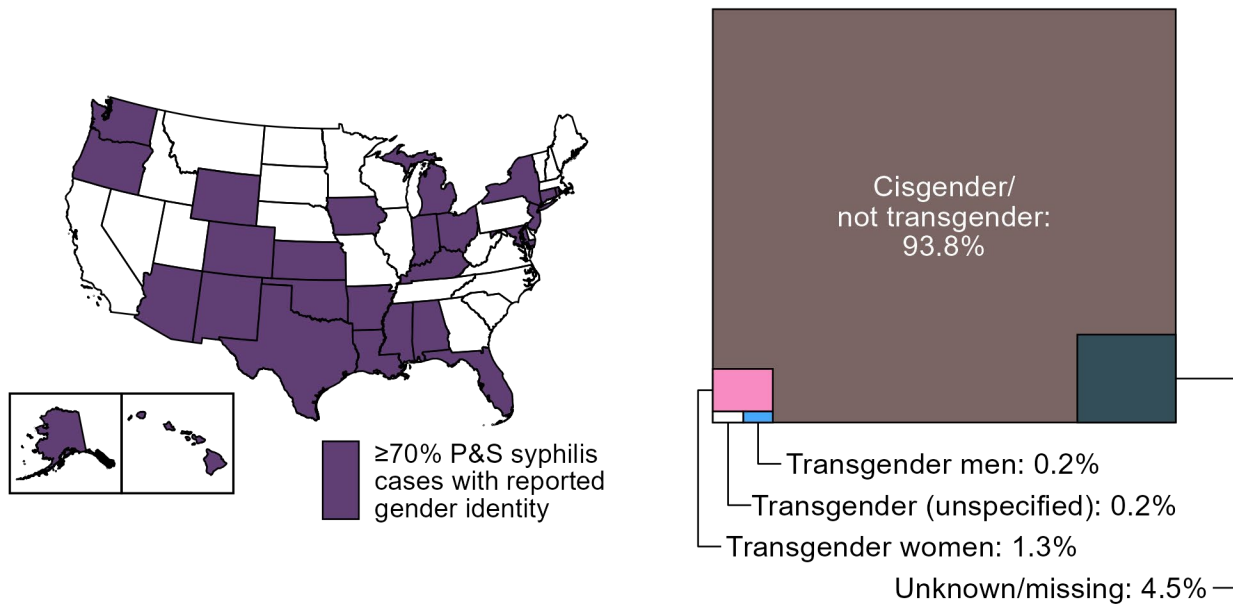 ≥70% P&S syphilis
cases with reported
gender identity
Cisgender/
not transgender:
93.8%
Transgender men: 0.2%
Transgender (unspecified): 0.2%
Transgender women: 1.3%
Unknown/missing: 4.5%